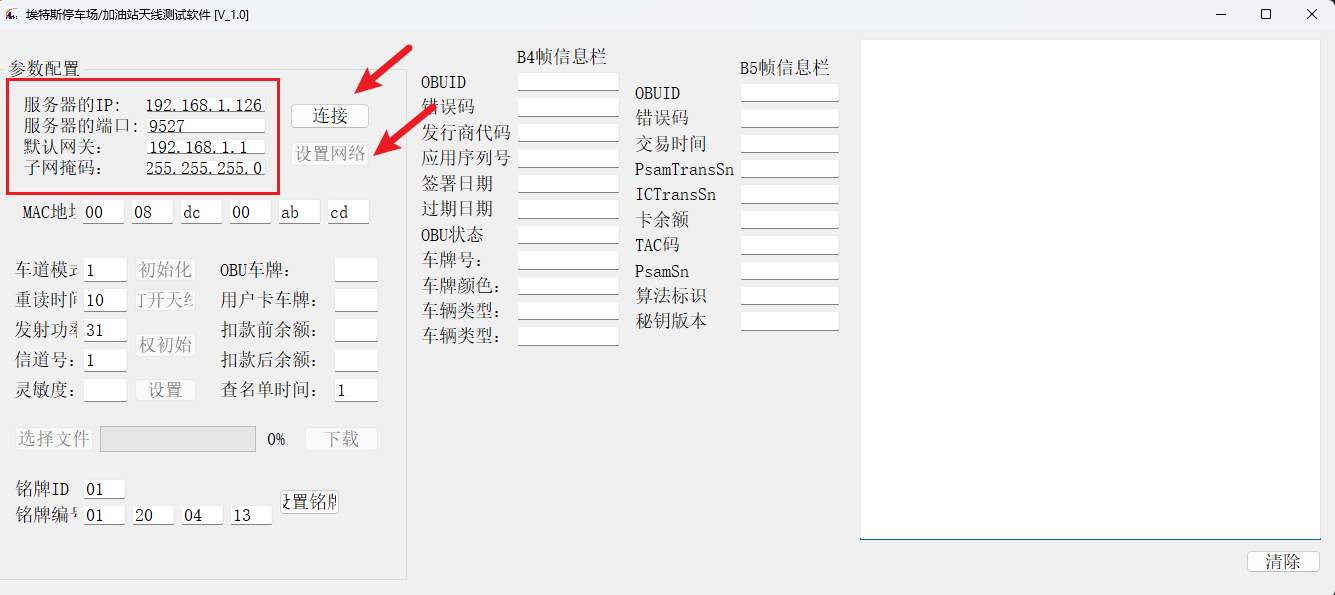 埃特斯停车场/加油站天线测试软件 [V_1.0]
参数配置
服务器的IP: 192.168.1.126
服务器的端口: 9527
默认网关: 192.168.1.1
子网掩码: 255.255.255.0
连接
设置网络
MAC地址 00 08 dc 00 ab cd
车道模式 1 初始化 OBU车牌:
重读时间 10 打开天线 用户卡车牌:
发射功率 31 扣款前余额:
权初始
信道号: 1 扣款后余额:
灵敏度: 设置 查名单时间: 1
选择文件 0% 下载
铭牌ID 01
设置铭牌
铭牌编号 01 20 04 13
B4帧信息栏
OBUID
错误码
发行商代码
应用序列号
签署日期
过期日期
OBU状态
车牌号:
车牌颜色:
车辆类型:
车辆类型:
B5帧信息栏
OBUID
错误码
交易时间
PsamTransSn
ICTransSn
卡余额
TAC码
PsamSn
算法标识
秘钥版本
清除